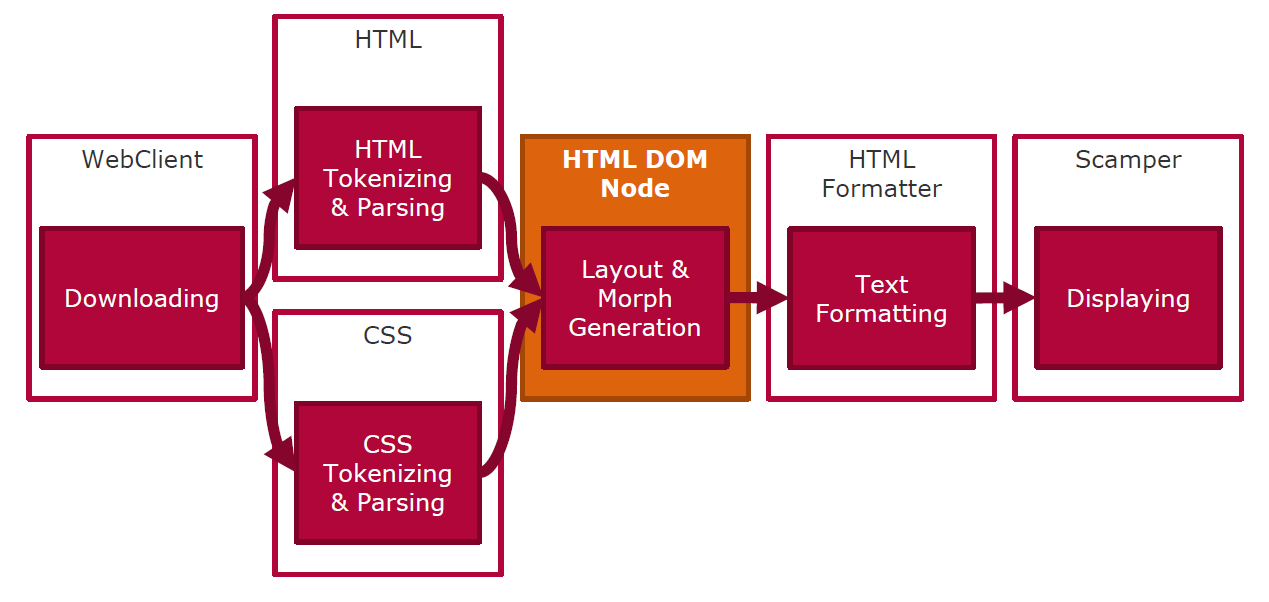 WebClient
Downloading
HTML
HTML
Tokenizing
& Parsing
CSS
CSS
Tokenizing
& Parsing
HTML DOM
Node
Layout &
Morph
Generation
HTML
Formatter
Text
Formatting
Scamper
Displaying